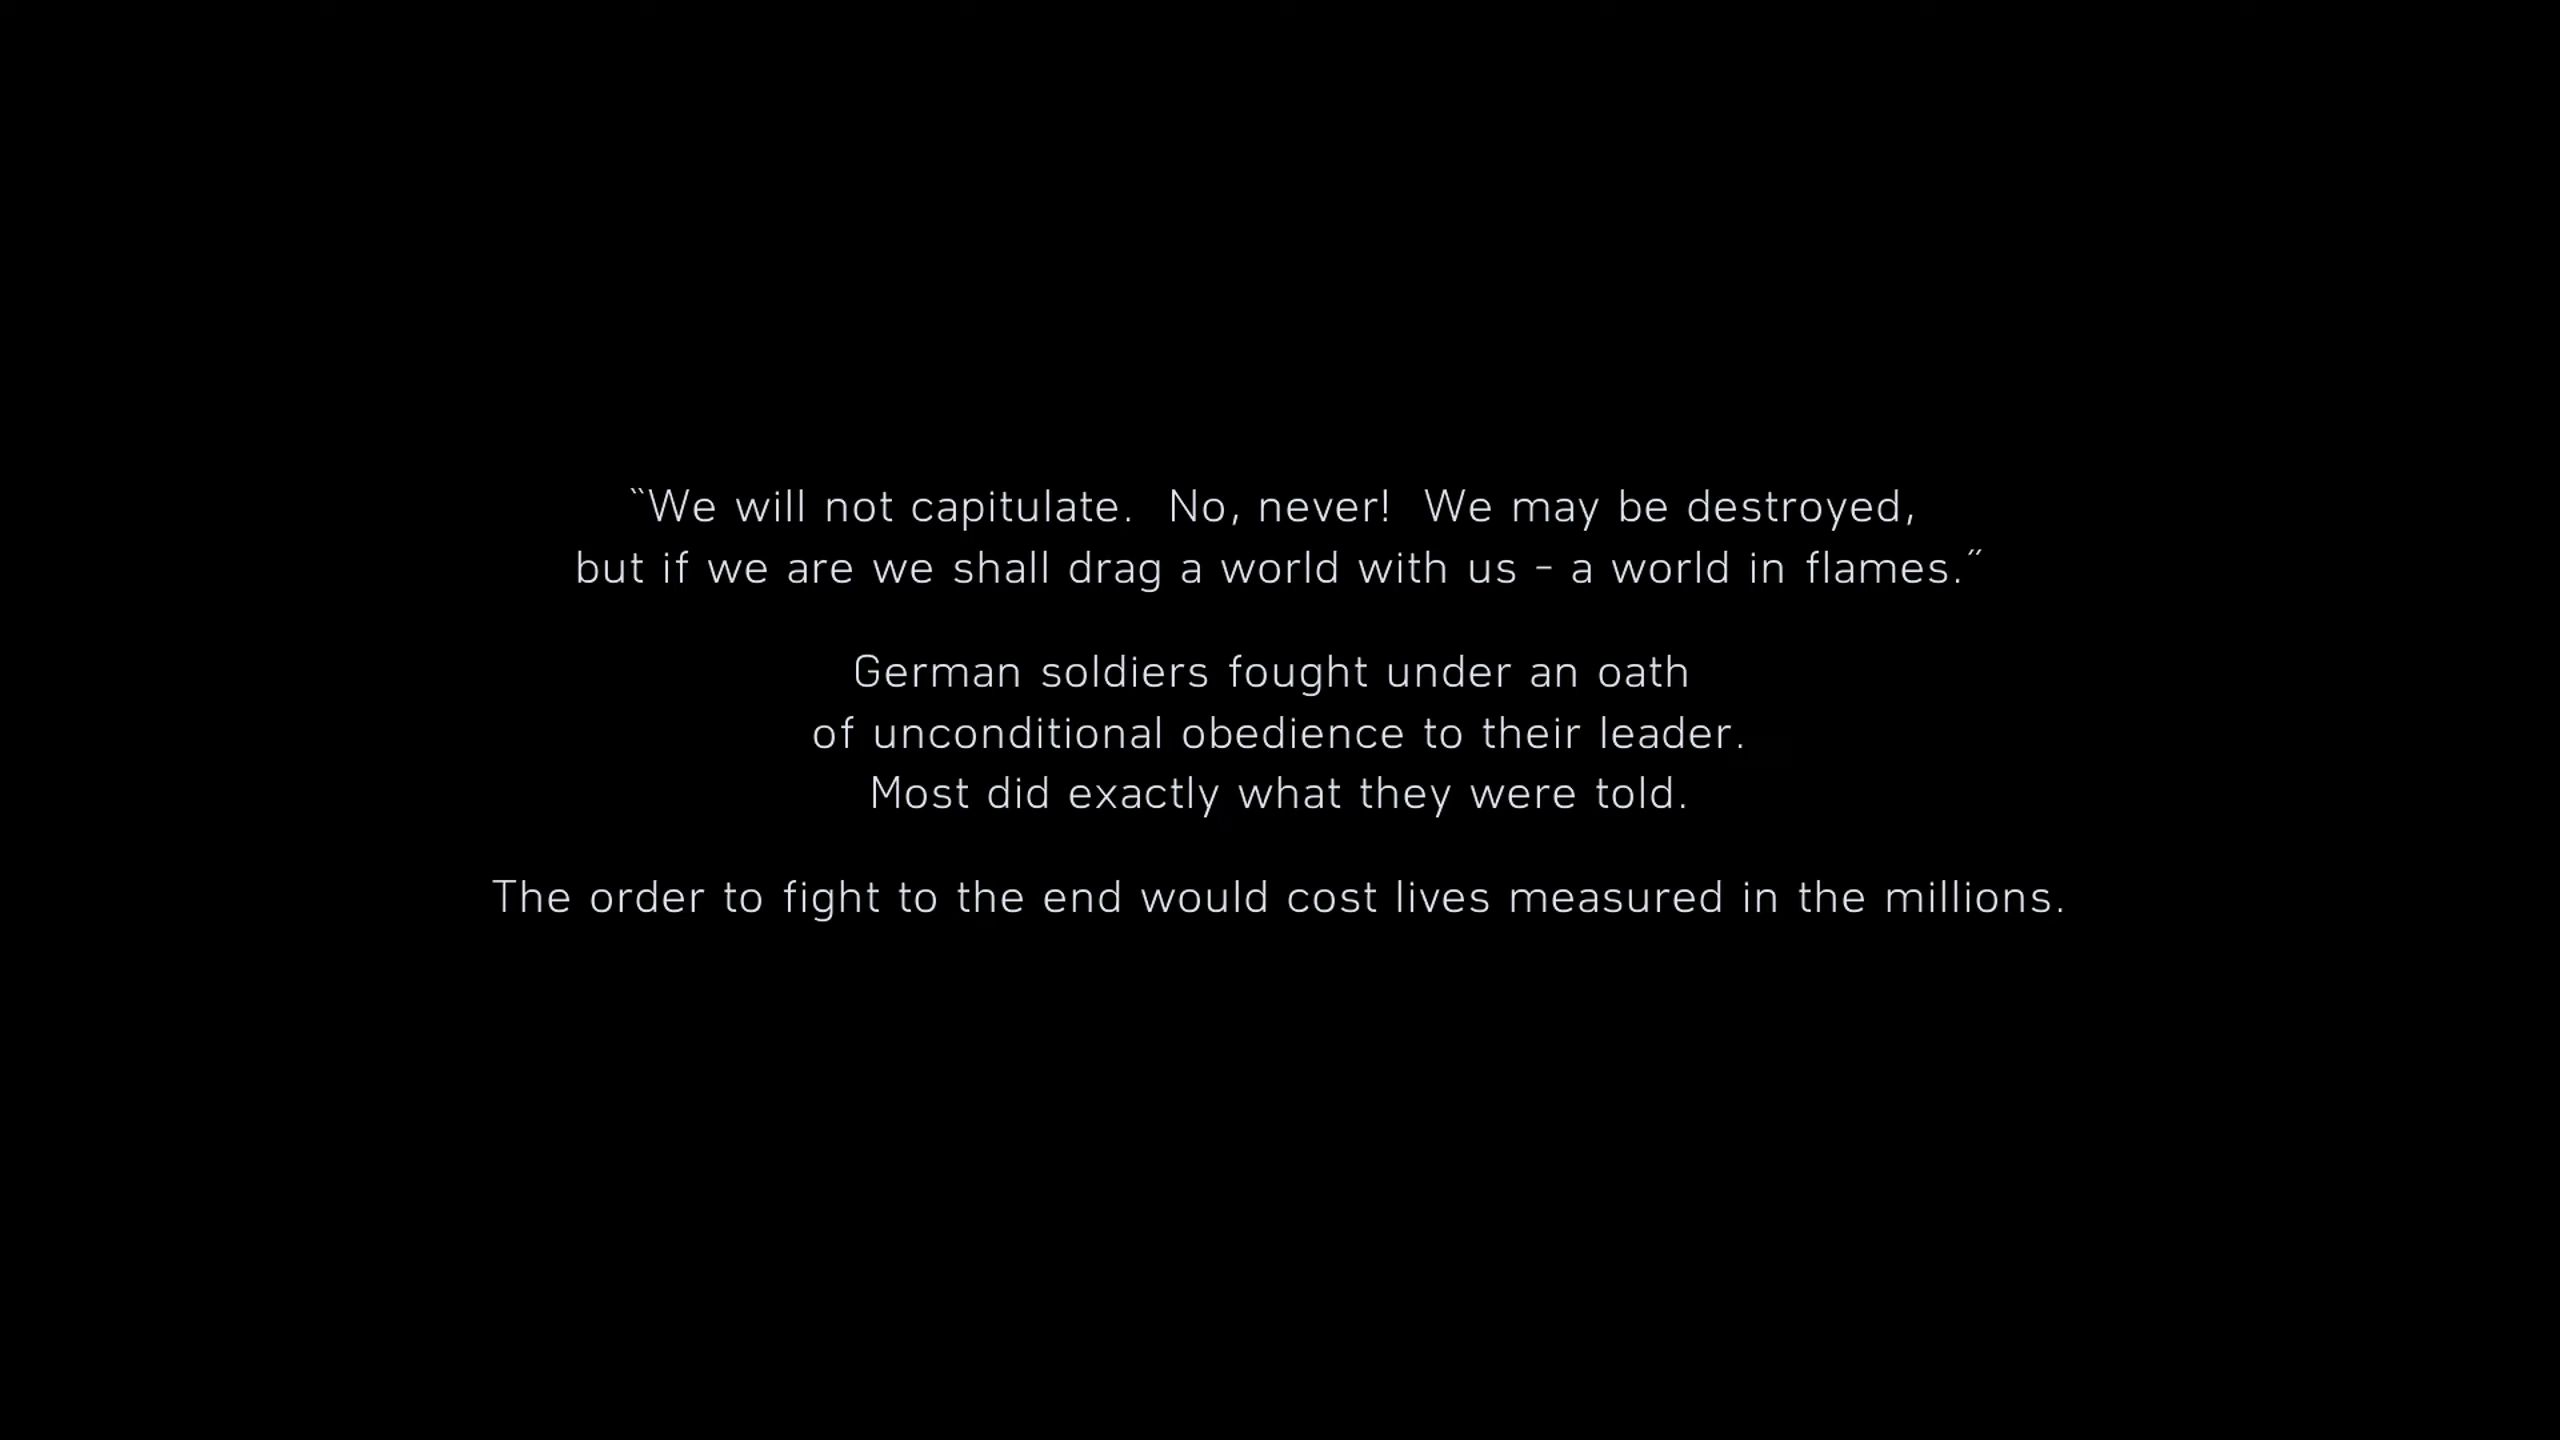 “We will not capitulate.  No, never!  We may be destroyed,
but if we are we shall drag a world with us - a world in flames.”
German soldiers fought under an oath
of unconditional obedience to their leader.
Most did exactly what they were told.
The order to fight to the end would cost lives measured in the millions.